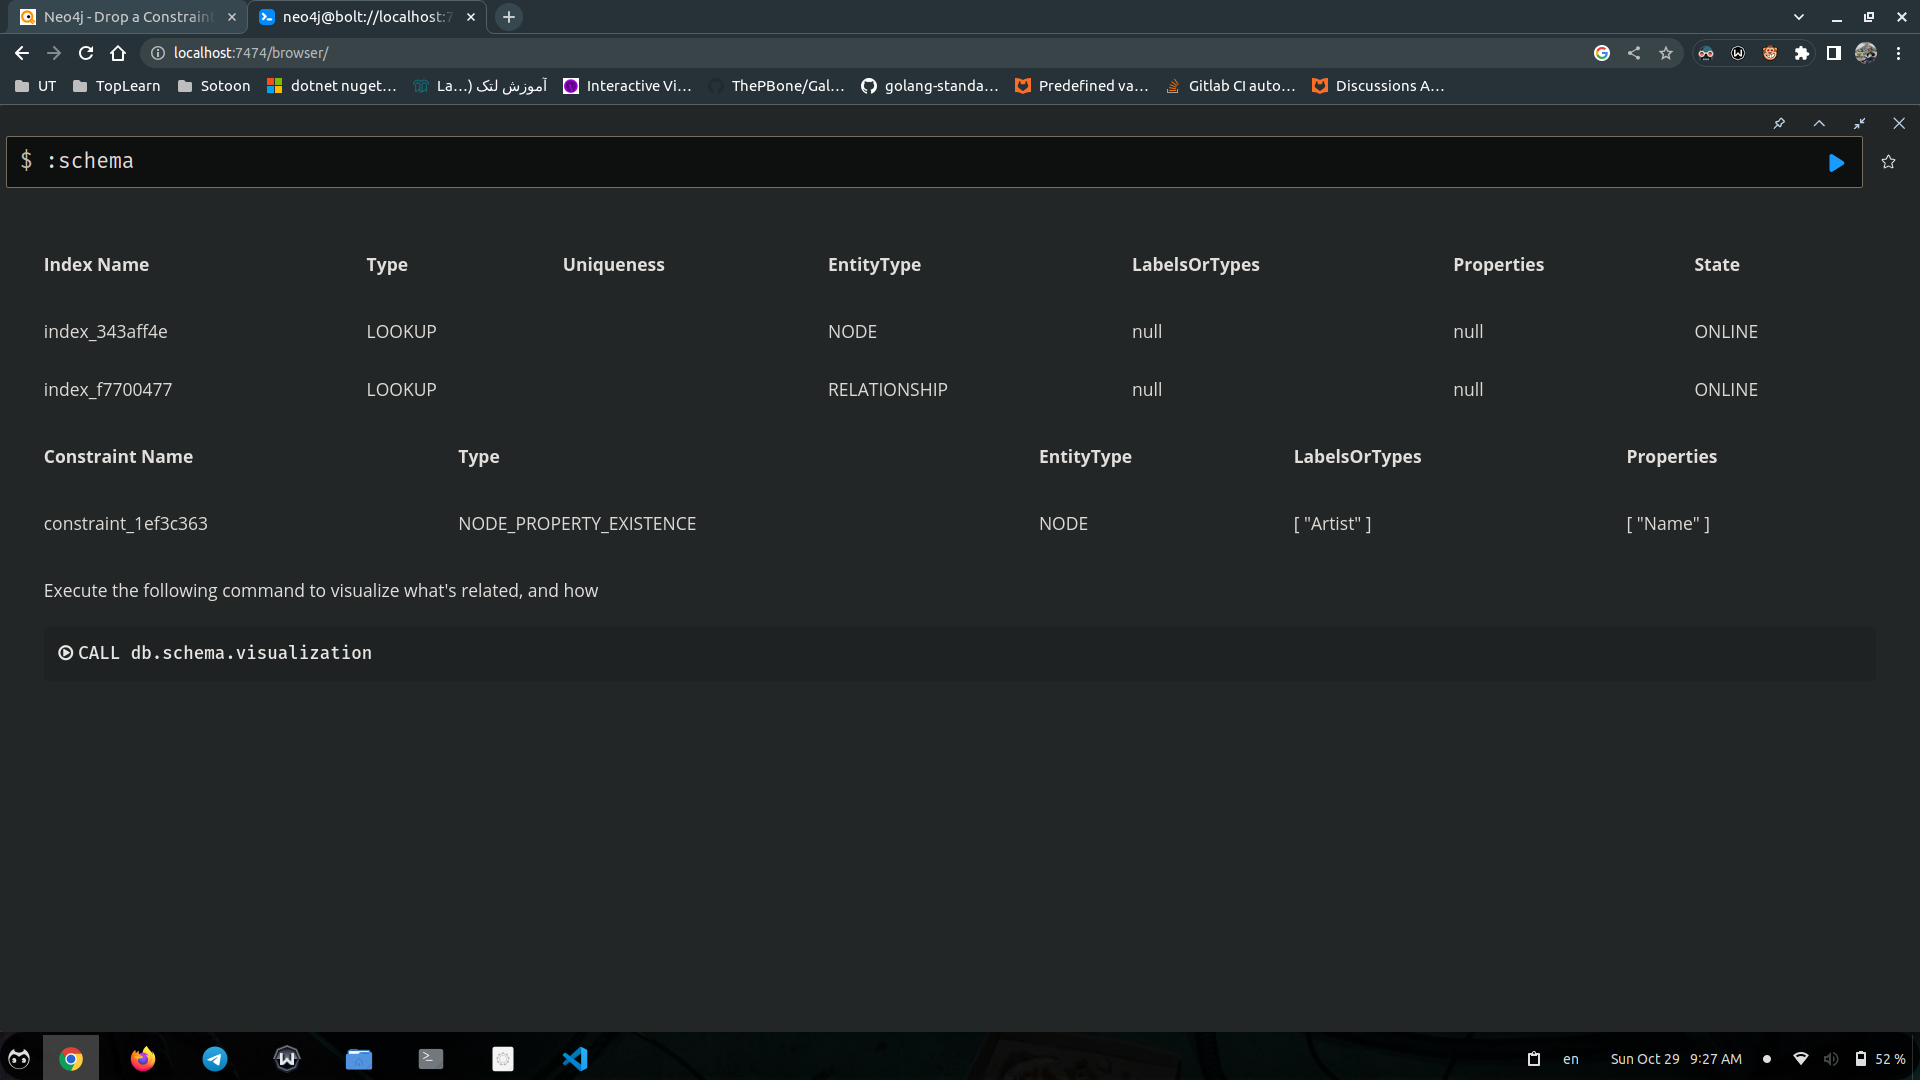 Neo4j - Drop a Constraint
neo4j@bolt://localhost:7
localhost:7474/browser/
UT TopLearn Sotoon dotnet nuget... آموزش لتک (...La Interactive Vi... ThePBone/Gal... golang-standa... Predefined va... Gitlab CI auto... Discussions A...
$ :schema
Index Name Type Uniqueness EntityType LabelsOrTypes Properties State
index_343aff4e LOOKUP NODE null null ONLINE
index_f7700477 LOOKUP RELATIONSHIP null null ONLINE
Constraint Name Type EntityType LabelsOrTypes Properties
constraint_1ef3c363 NODE_PROPERTY_EXISTENCE NODE [ "Artist" ] [ "Name" ]
Execute the following command to visualize what's related, and how
CALL db.schema.visualization
en Sun Oct 29 9:27 AM 52 %